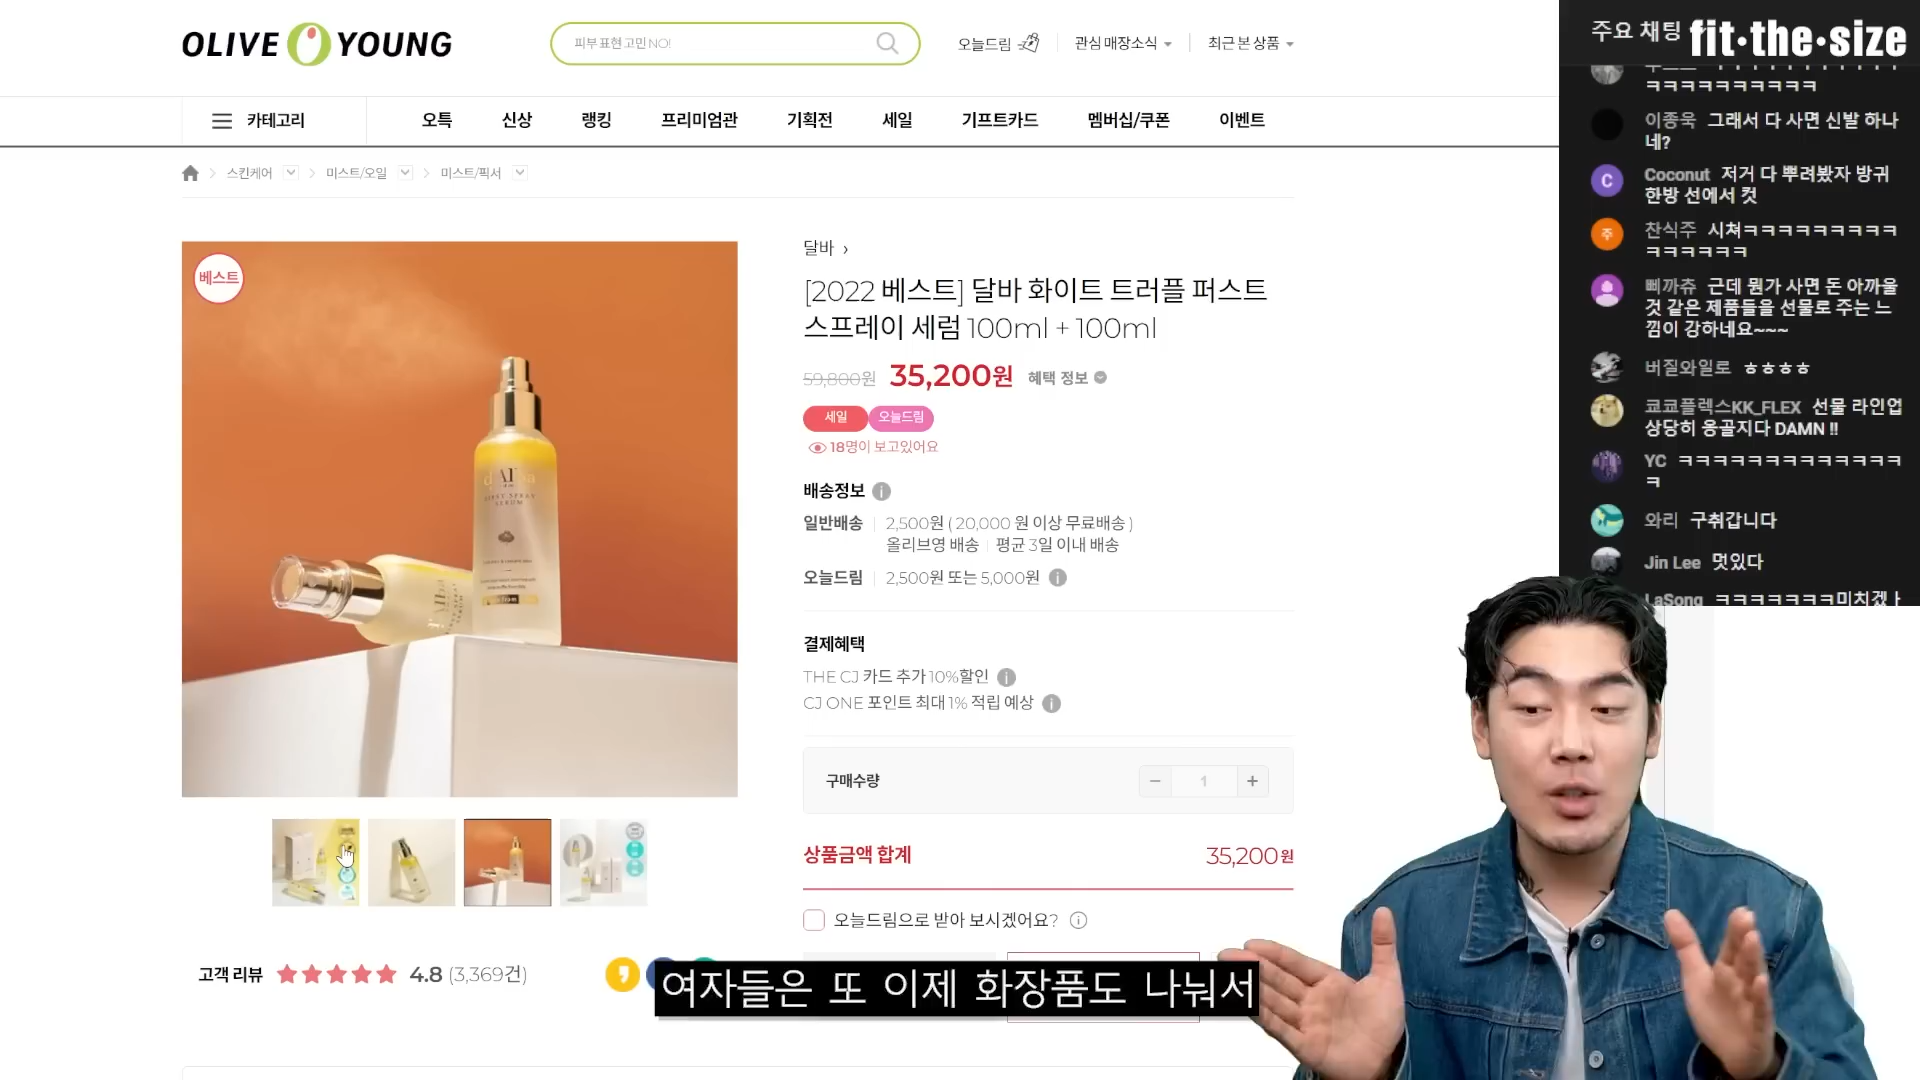 OLIVE YOUNG
피부 표현 고민 NO!
오늘드림
관심 매장소식
최근 본 상품
카테고리
오특
신상
랭킹
프리미엄관
기획전
세일
기프트카드
멤버십/쿠폰
이벤트
스킨케어
미스트/오일
미스트/픽서
베스트
달바 ›
[2022 베스트] 달바 화이트 트러플 퍼스트
스프레이 세럼 100ml + 100ml
59,800원 35,200원 혜택 정보
세일 오늘드림
18명이 보고있어요
배송정보
일반배송 2,500원 ( 20,000 원 이상 무료배송 )
올리브영 배송 평균 3일 이내 배송
오늘드림 2,500원 또는 5,000원
결제혜택
THE CJ 카드 추가 10%할인
CJ ONE 포인트 최대 1% 적립 예상
구매수량 − 1 +
상품금액 합계 35,200원
오늘드림으로 받아 보시겠어요?
고객 리뷰 4.8 (3,369건)
여자들은 또 이제 화장품도 나눠서
주요 채팅
fit·the·size
ㅋㅋㅋㅋㅋㅋㅋㅋㅋㅋ
이종욱 그래서 다 사면 신발 하나
네?
C
Coconut 저거 다 뿌려봤자 방귀
한방 선에서 컷
주
찬식주 시쳐ㅋㅋㅋㅋㅋㅋㅋㅋㅋ
ㅋㅋㅋㅋㅋㅋ
삐까츄 근데 뭔가 사면 돈 아까울
것 같은 제품들을 선물로 주는 느
낌이 강하네요~~~
버질와일로 ㅎㅎㅎㅎ
쿄쿄플렉스KK_FLEX 선물 라인업
상당히 옹골지다 DAMN !!
YC ㅋㅋㅋㅋㅋㅋㅋㅋㅋㅋㅋㅋㅋ
ㅋ
와리 구취갑니다
Jin Lee 멋있다
LaSong ㅋㅋㅋㅋㅋㅋㅋ미치겠